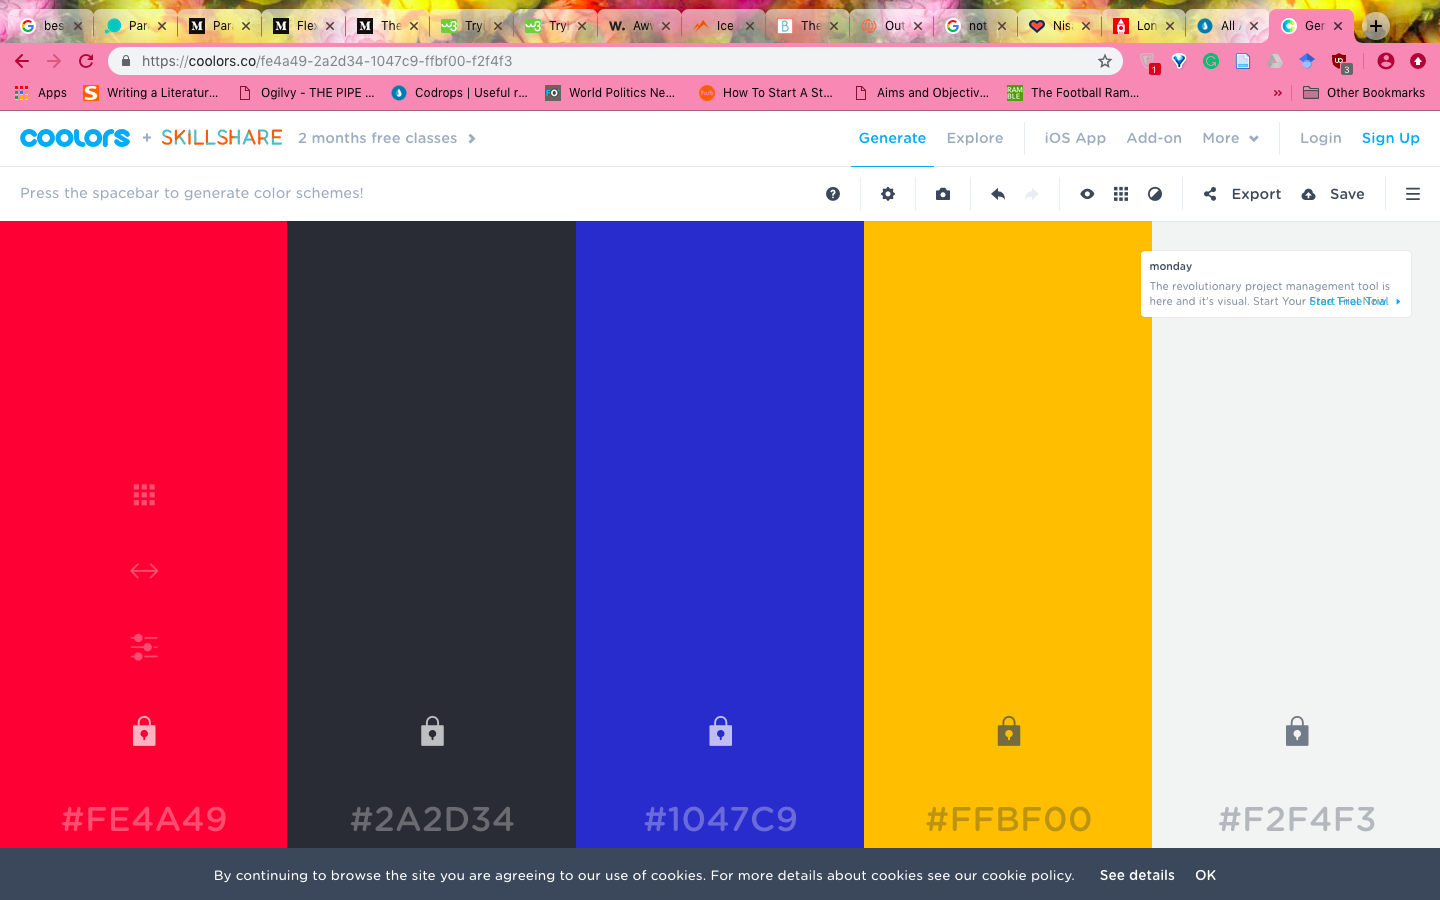 bes
Par
Par
Flex
The
Try
Try
Aw
Ice
The
Out
not
Nis
Lon
All
Ger
https://coolors.co/fe4a49-2a2d34-1047c9-ffbf00-f2f4f3
Apps
Writing a Literatur...
Ogilvy - THE PIPE ...
Codrops | Useful r...
World Politics Ne...
How To Start A St...
Aims and Objectiv...
The Football Ram...
Other Bookmarks
coolors + SKILLSHARE 2 months free classes
Generate Explore iOS App Add-on More Login Sign Up
Press the spacebar to generate color schemes!
Export Save
monday
The revolutionary project management tool is
here and it's visual. Start Your
#FE4A49
#2A2D34
#1047C9
#FFBF00
#F2F4F3
By continuing to browse the site you are agreeing to our use of cookies. For more details about cookies see our cookie policy. See details OK